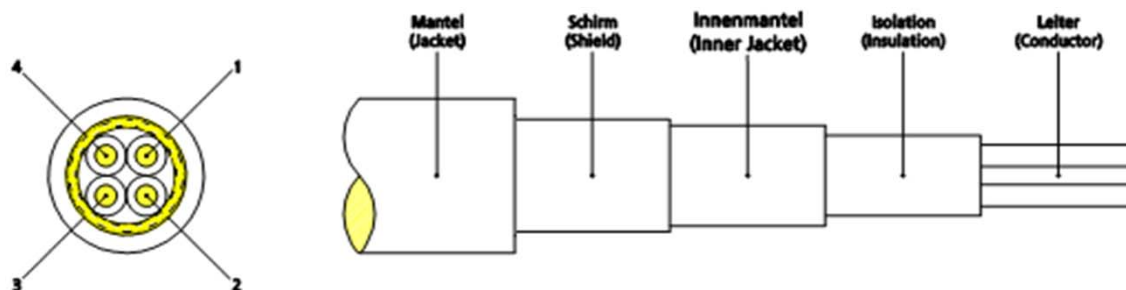 Mantel
(Jacket)
Schirm
(Shield)
Innenmantel
(Inner Jacket)
Isolation
(Insulation)
Leiter
(Conductor)
4
1
3
2